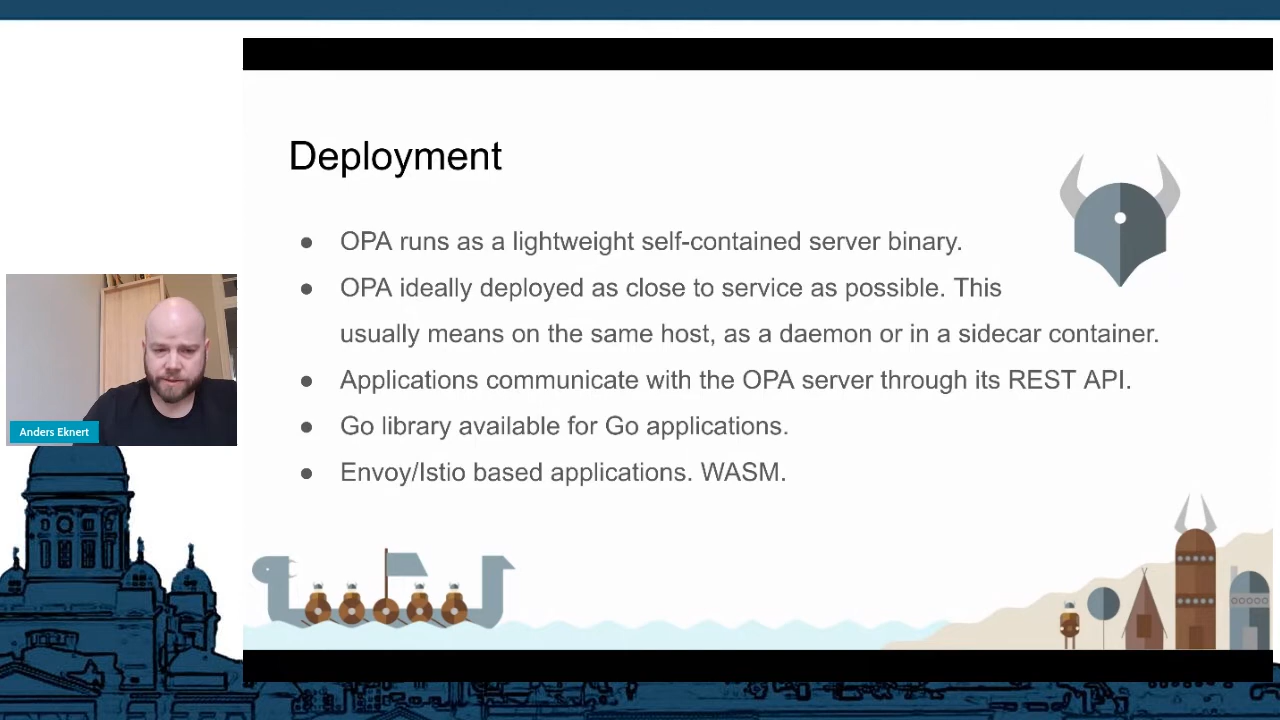 Deployment
● OPA runs as a lightweight self-contained server binary.
● OPA ideally deployed as close to service as possible. This
usually means on the same host, as a daemon or in a sidecar container.
● Applications communicate with the OPA server through its REST API.
● Go library available for Go applications.
● Envoy/Istio based applications. WASM.
Anders Eknert